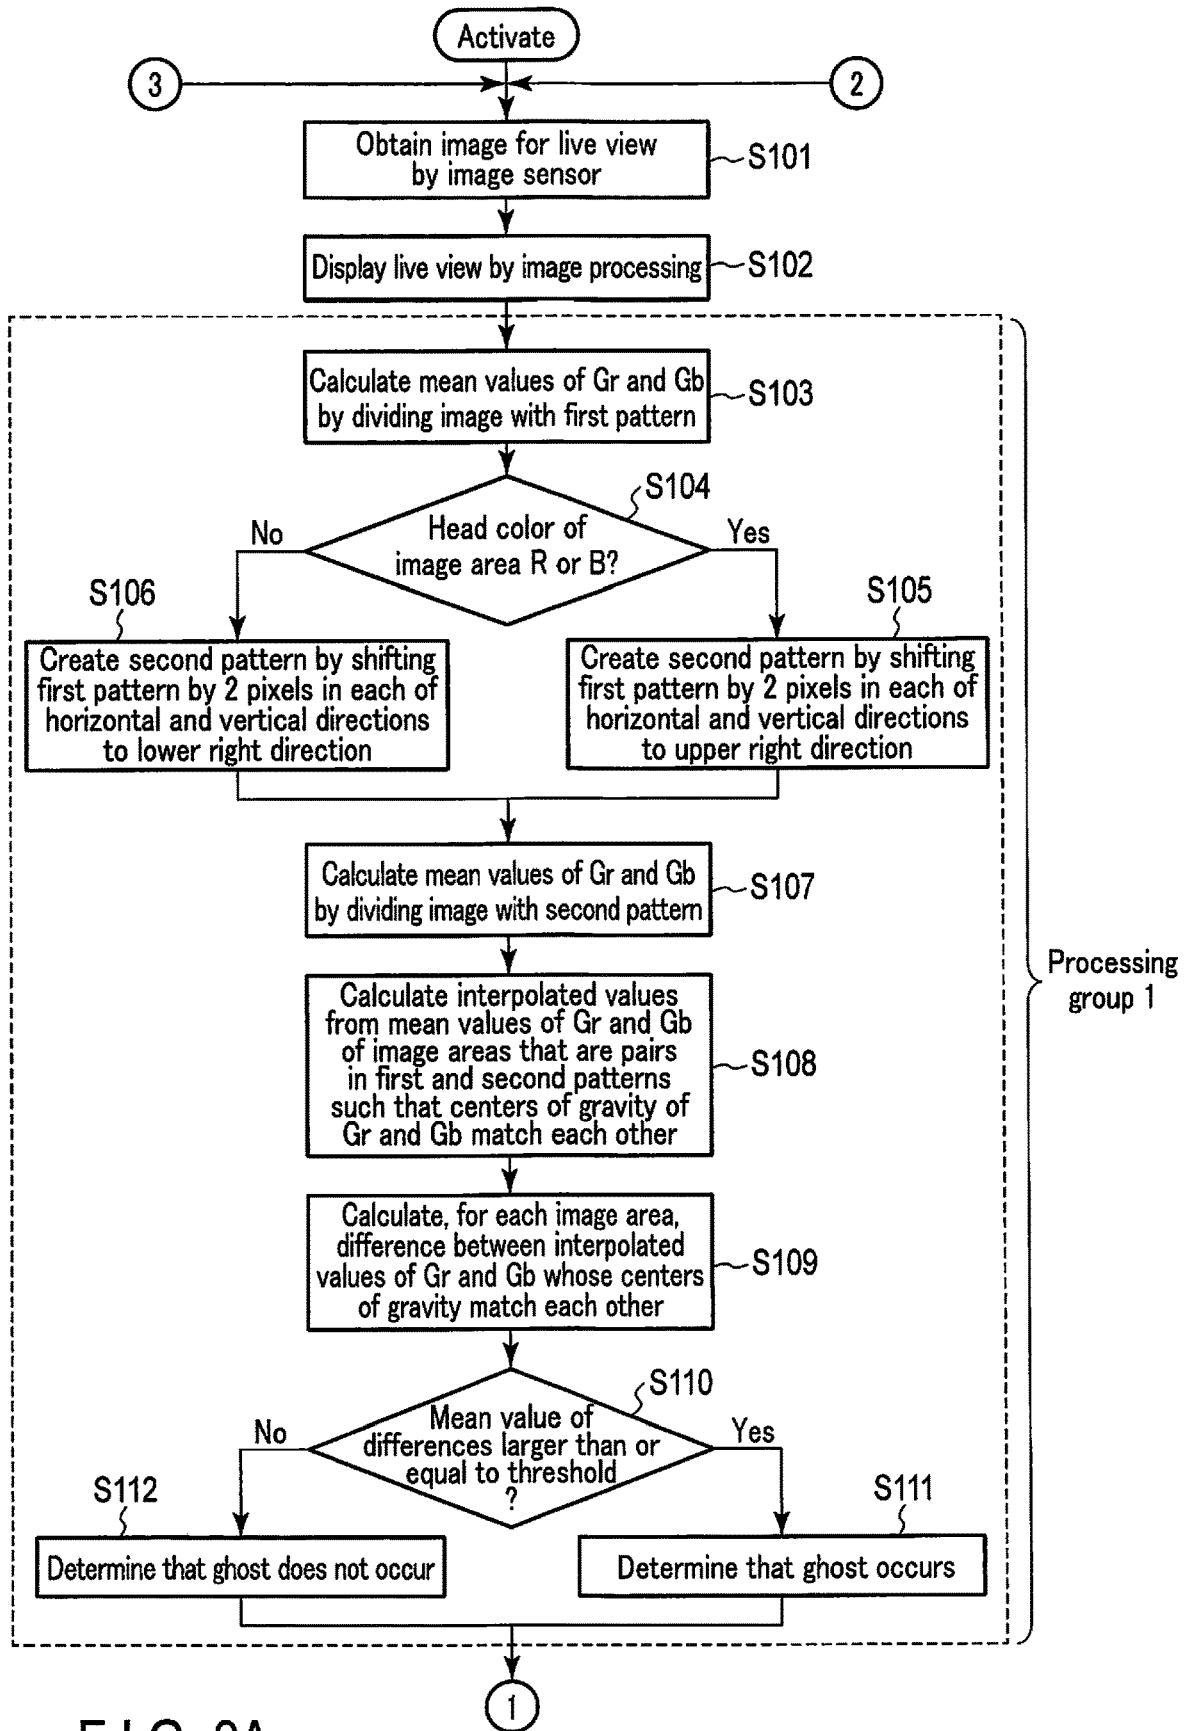 Activate
3
2
Obtain image for live view
by image sensor
S101
Display live view by image processing
S102
Calculate mean values of Gr and Gb
by dividing image with first pattern
S103
S104
Head color of
image area R or B?
No
Yes
S106
S105
Create second pattern by shifting
first pattern by 2 pixels in each of
horizontal and vertical directions
to lower right direction
Create second pattern by shifting
first pattern by 2 pixels in each of
horizontal and vertical directions
to upper right direction
Calculate mean values of Gr and Gb
by dividing image with second pattern
S107
Processing
group 1
Calculate interpolated values
from mean values of Gr and Gb
of image areas that are pairs
in first and second patterns
such that centers of gravity of
Gr and Gb match each other
S108
Calculate, for each image area,
difference between interpolated
values of Gr and Gb whose centers
of gravity match each other
S109
S110
Mean value of
differences larger than or
equal to threshold
?
No
Yes
S112
S111
Determine that ghost does not occur
Determine that ghost occurs
1